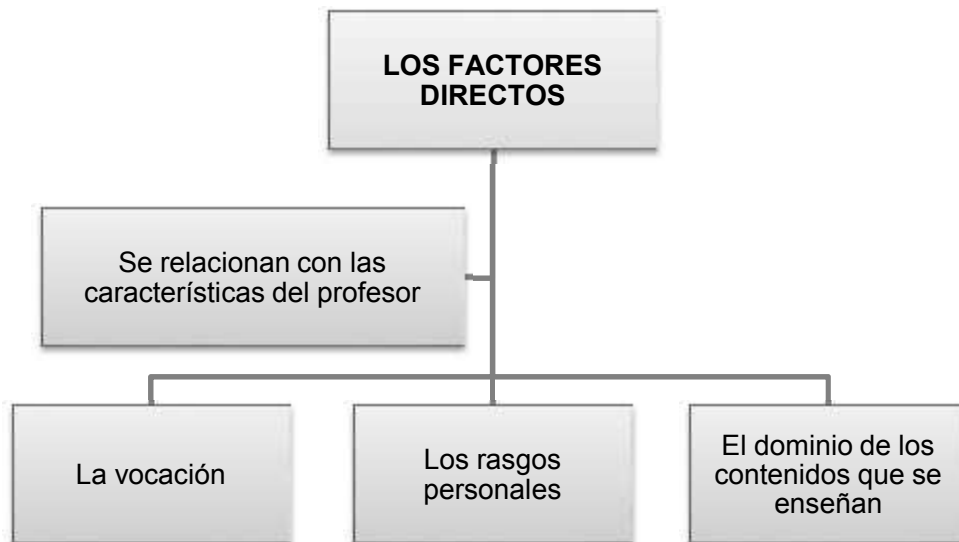 LOS FACTORES
DIRECTOS
Se relacionan con las
características del profesor
La vocación
Los rasgos
personales
El dominio de los
contenidos que se
enseñan